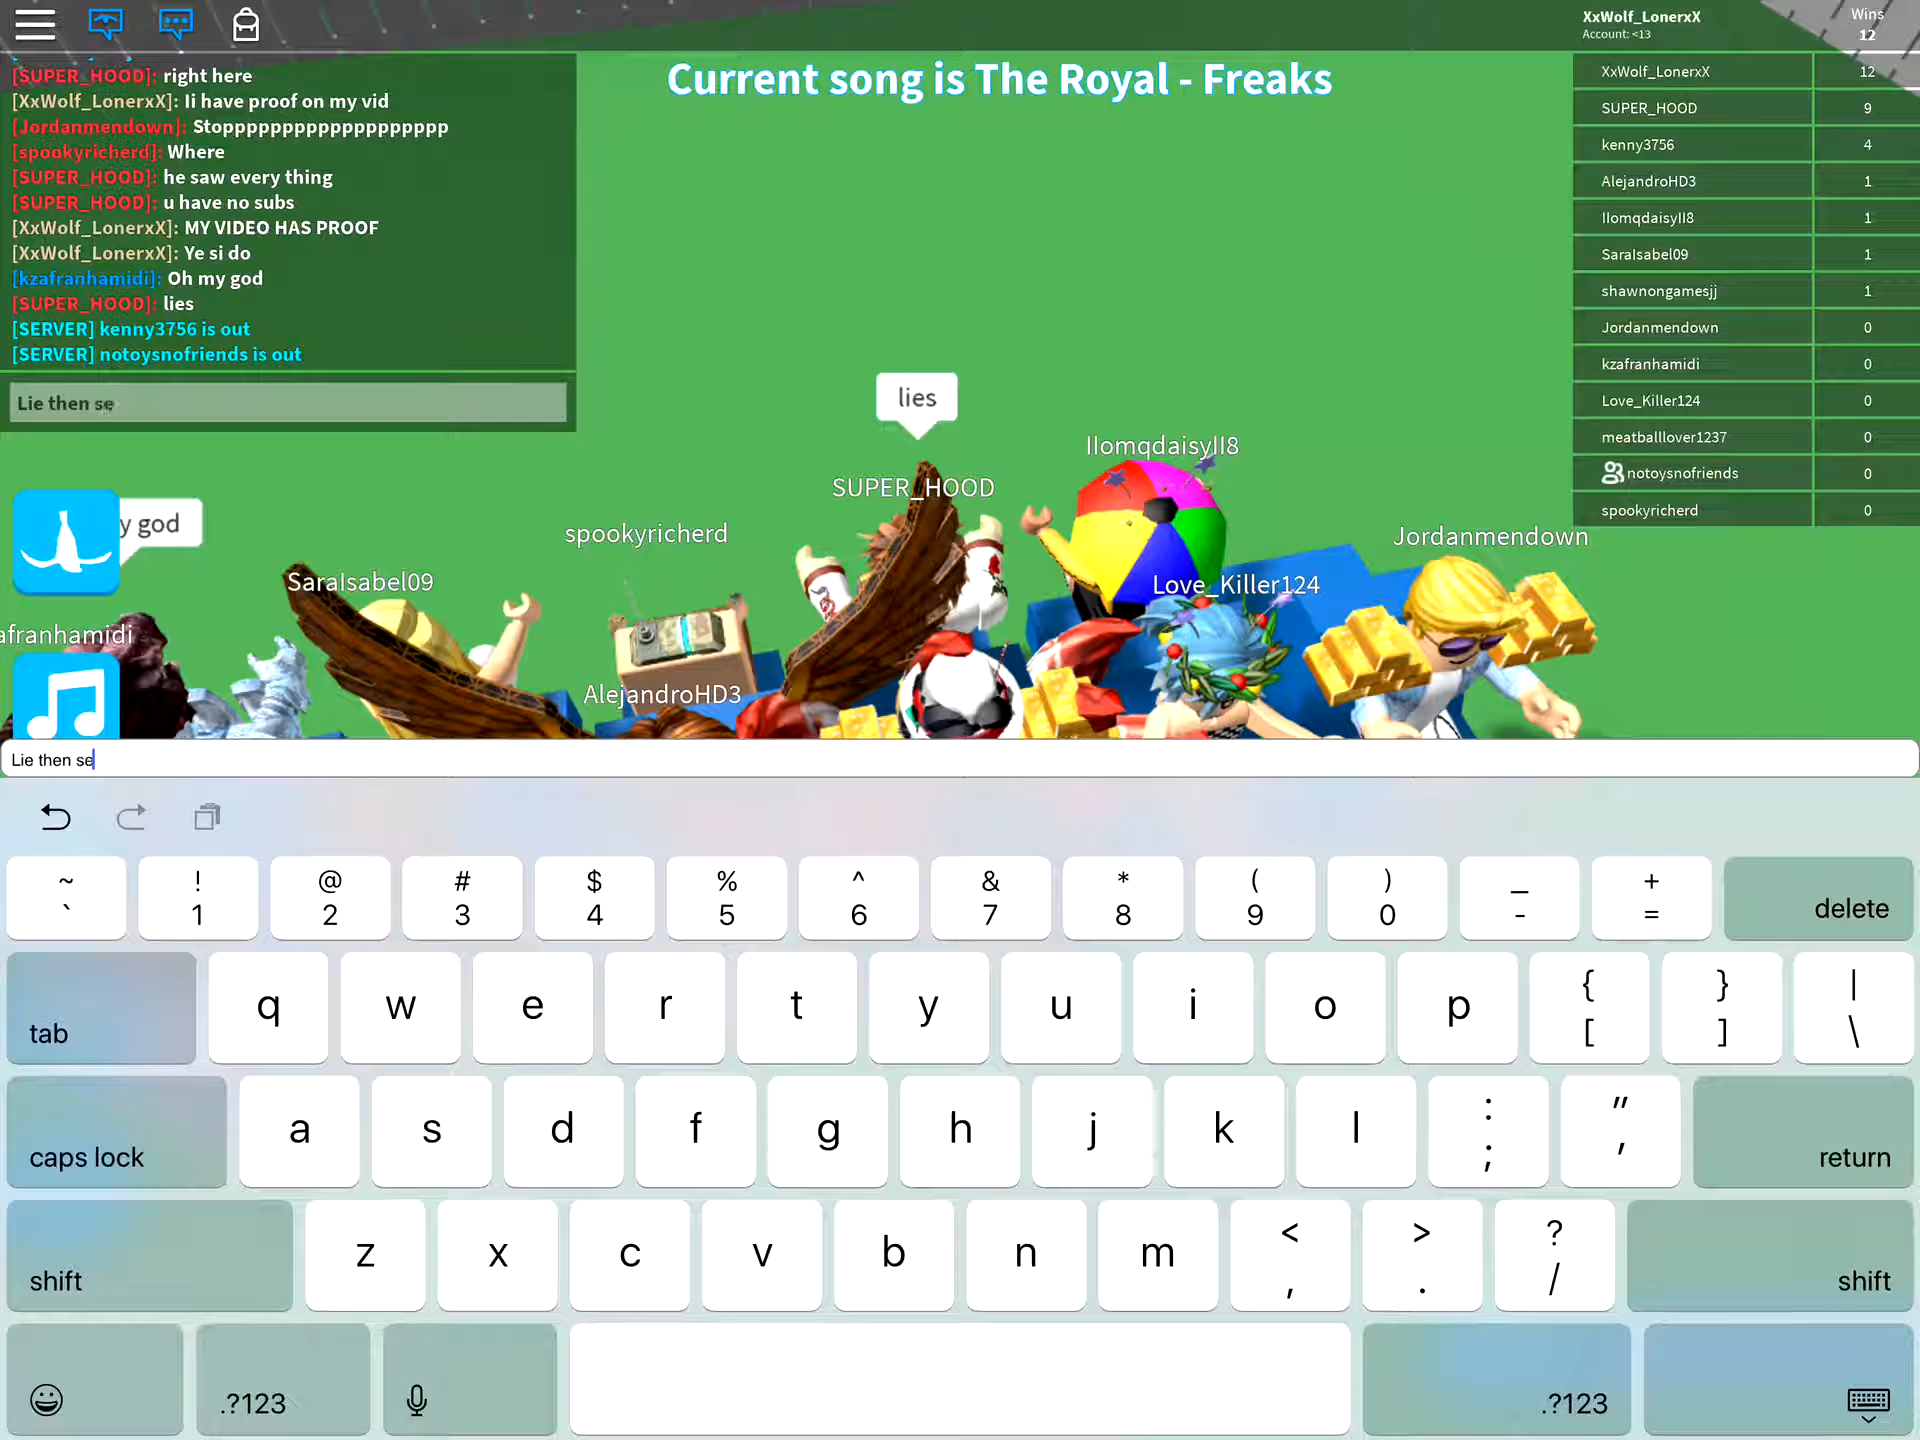 XxWolf_LonerxX
Account: <13
Wins
12
[SUPER_HOOD]: right here
[XxWolf_LonerxX]: Ii have proof on my vid
[Jordanmendown]: Stopppppppppppppppppppp
[spookyricherd]: Where
[SUPER_HOOD]: he saw every thing
[SUPER_HOOD]: u have no subs
[XxWolf_LonerxX]: MY VIDEO HAS PROOF
[XxWolf_LonerxX]: Ye si do
[kzafranhamidi]: Oh my god
[SUPER_HOOD]: lies
[SERVER] kenny3756 is out
[SERVER] notoysnofriends is out
Lie then se
Current song is The Royal - Freaks
XxWolf_LonerxX 12
SUPER_HOOD 9
kenny3756 4
AlejandroHD3 1
IIomqdaisyII8 1
SaraIsabel09 1
shawnongamesjj 1
Jordanmendown 0
kzafranhamidi 0
Love_Killer124 0
meatballlover1237 0
notoysnofriends 0
spookyricherd 0
lies
IIomqdaisyII8
SUPER_HOOD
y god
spookyricherd
Jordanmendown
SaraIsabel09
Love_Killer124
afranhamidi
AlejandroHD3
Lie then se
~ ! @ # $ % ^ & * ( ) _ +
` 1 2 3 4 5 6 7 8 9 0 - = delete
tab q w e r t y u i o p { [ } ] | \
caps lock a s d f g h j k l : ; " ' return
shift z x c v b n m < , > . ? / shift
.?123 .?123